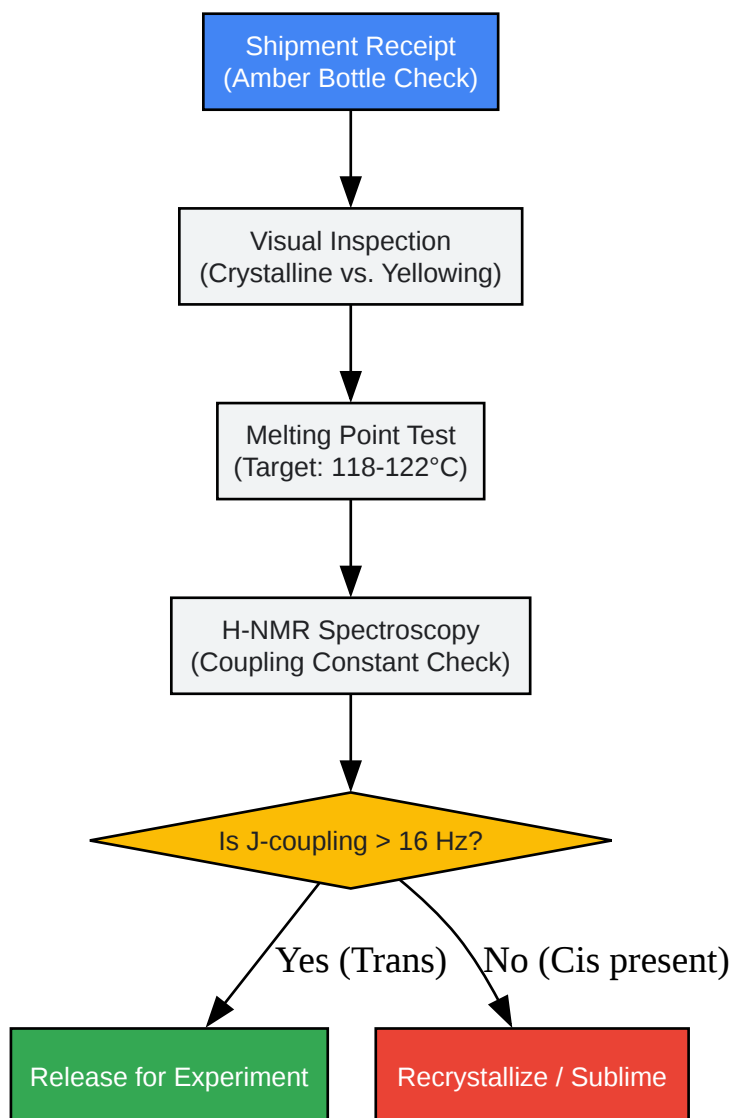 Shipment Receipt
(Amber Bottle Check)
Visual Inspection
(Crystalline vs. Yellowing)
Melting Point Test
(Target: 118-122°C)
H-NMR Spectroscopy
(Coupling Constant Check)
Is J-coupling > 16 Hz?
Yes (Trans)
No (Cis present)
Release for Experiment
Recrystallize / Sublime